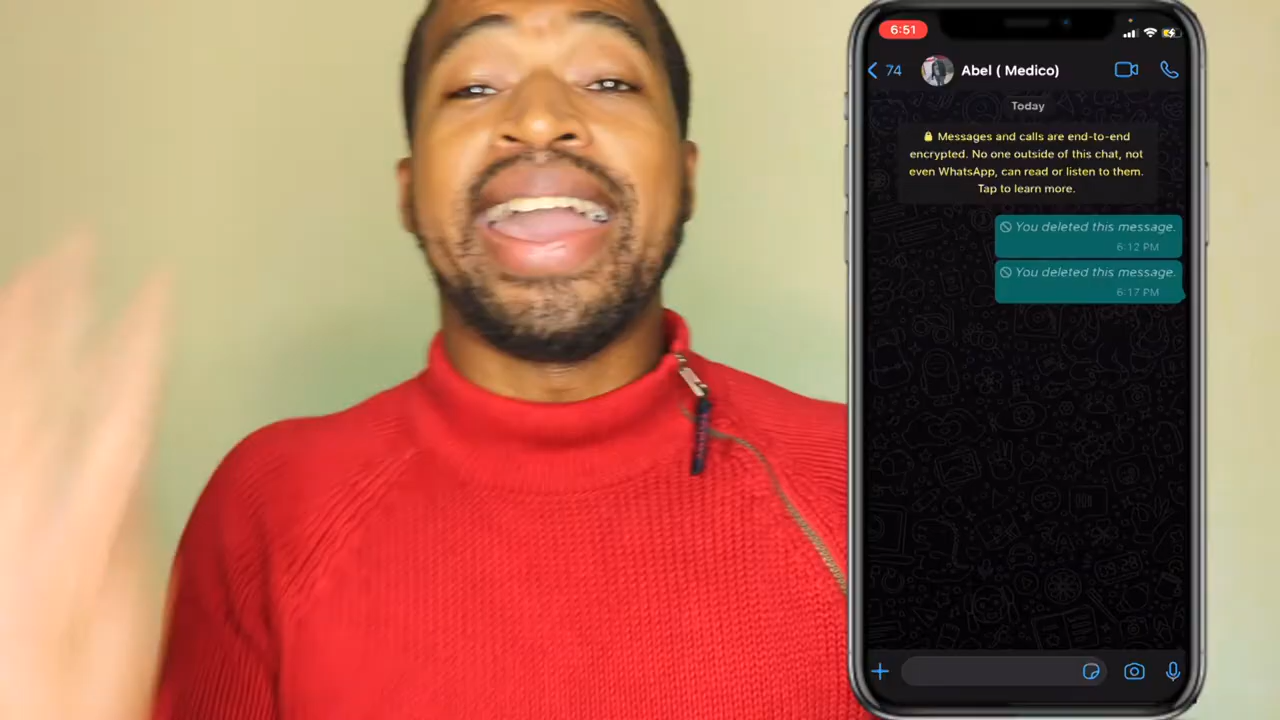 6:51
74
Abel ( Medico)
Today
Messages and calls are end-to-end
encrypted. No one outside of this chat, not
even WhatsApp, can read or listen to them.
Tap to learn more.
You deleted this message.
6:12 PM
You deleted this message.
6:17 PM